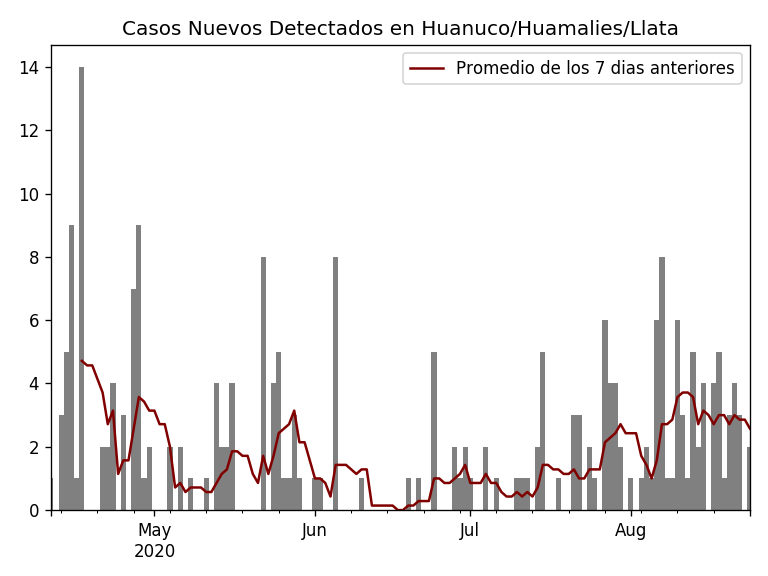 Casos Nuevos Detectados en Huanuco/Huamalies/Llata
Promedio de los 7 dias anteriores
14
12
10
8
6
4
2
0
May
2020
Jun
Jul
Aug